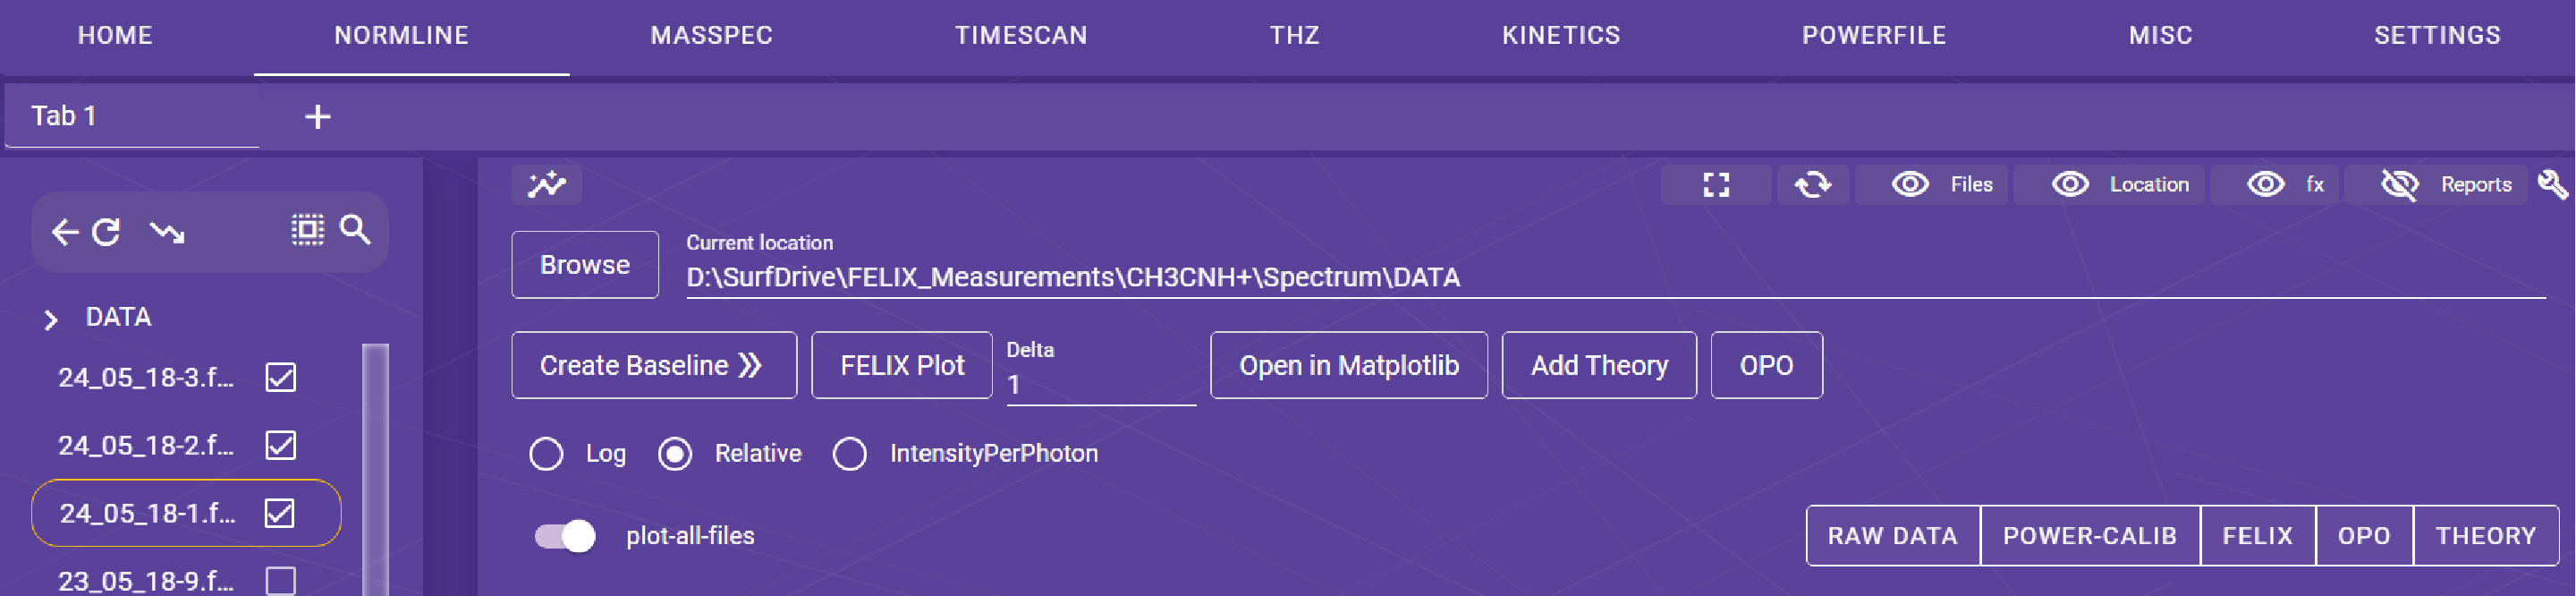 HOME NORMLINE MASSPEC TIMESCAN THZ KINETICS POWERFILE MISC SETTINGS
Tab 1
Files Location fx Reports
Browse
Current location
D:\SurfDrive\FELIX_Measurements\CH3CNH+\Spectrum\DATA
DATA
24_05_18-3.f...
24_05_18-2.f...
24_05_18-1.f...
23_05_18-9.f...
Create Baseline FELIX Plot
Delta
1
Open in Matplotlib Add Theory OPO
Log Relative IntensityPerPhoton
plot-all-files
RAW DATA POWER-CALIB FELIX OPO THEORY